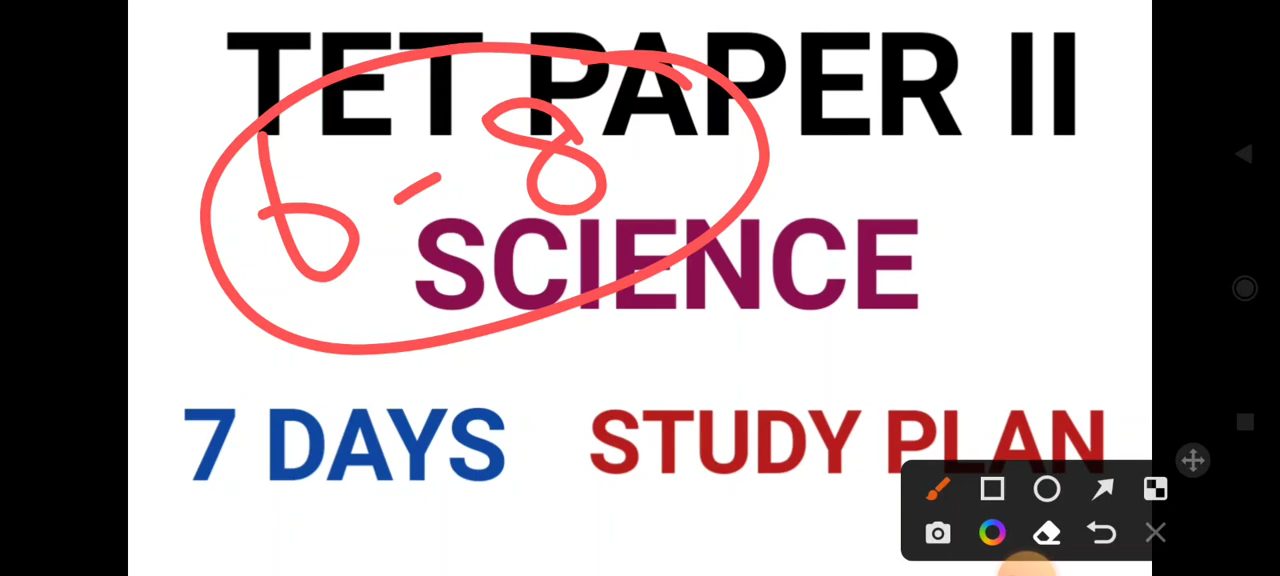 TET PAPER II
6 - 8
SCIENCE
7 DAYS STUDY PLAN